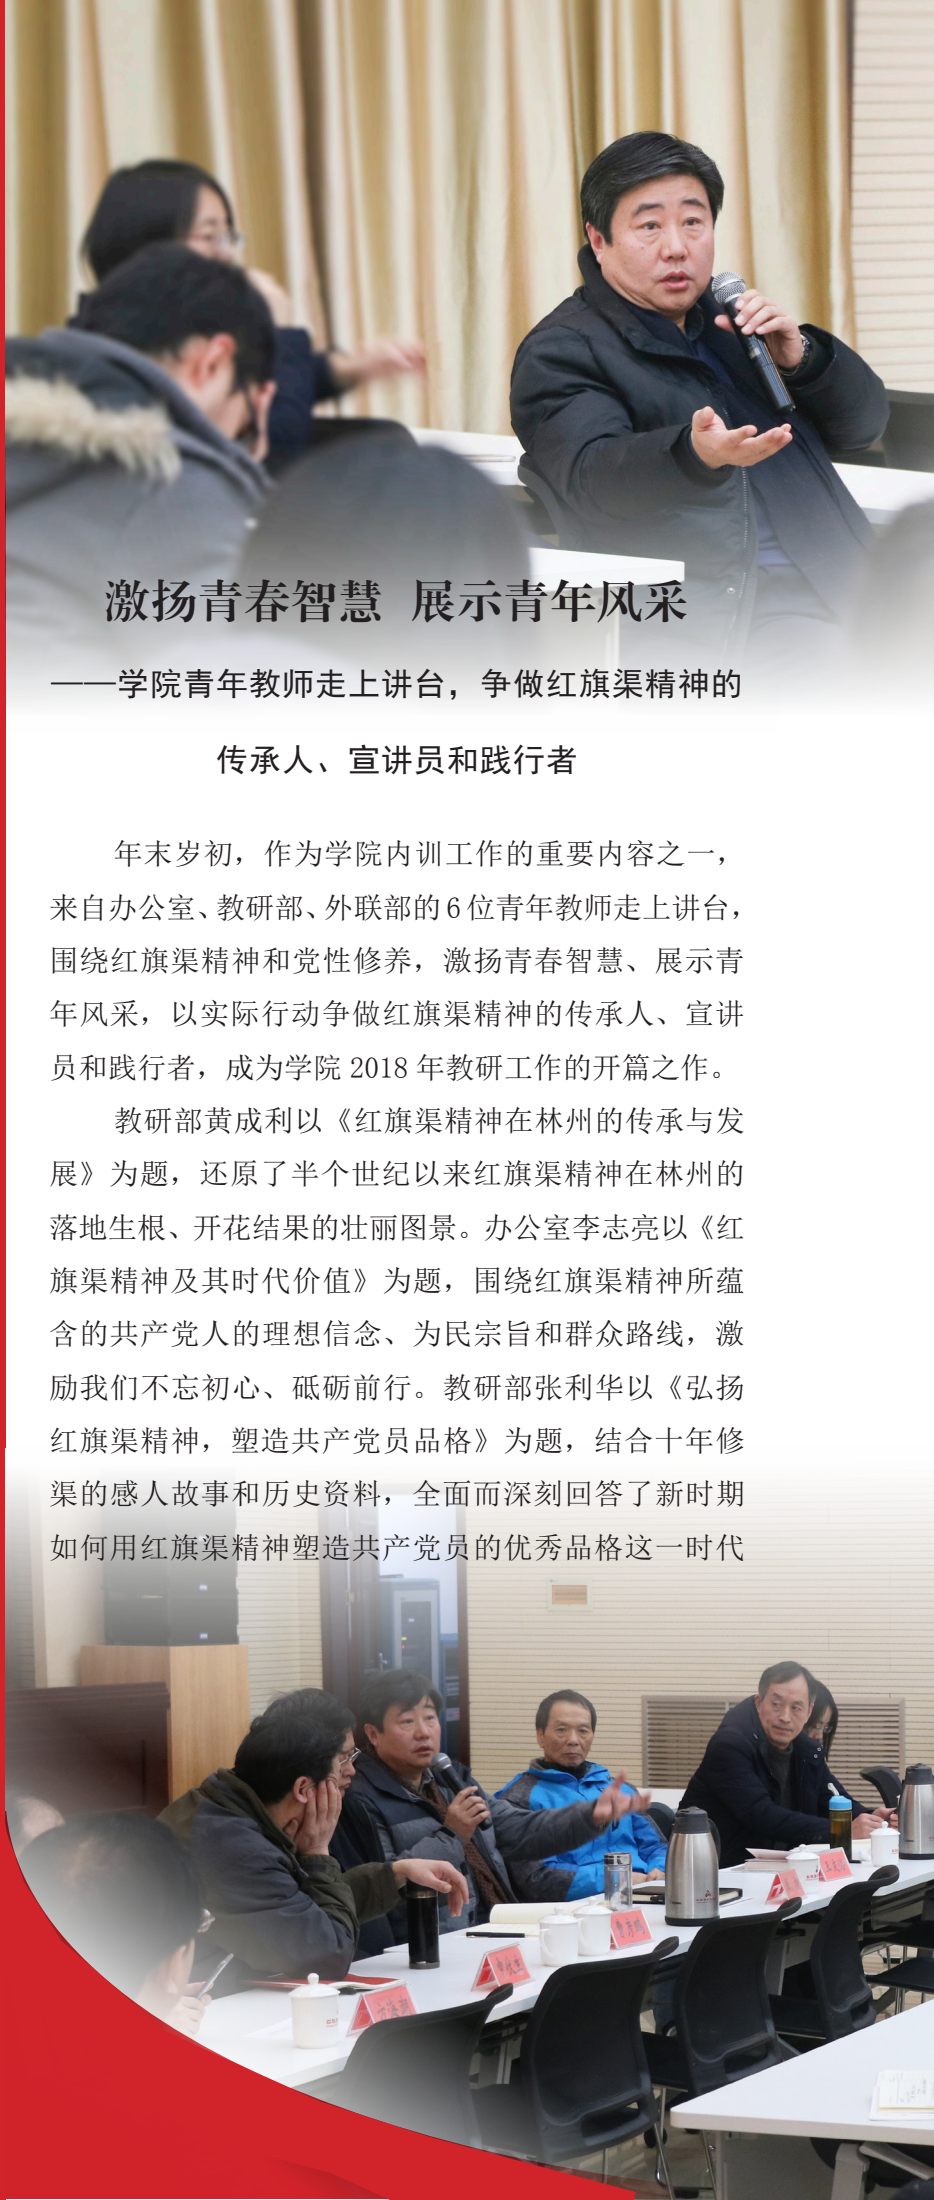 激扬青春智慧 展示青年风采
——学院青年教师走上讲台，争做红旗渠精神的
传承人、宣讲员和践行者
年末岁初，作为学院内训工作的重要内容之一，
来自办公室、教研部、外联部的 6 位青年教师走上讲台，
围绕红旗渠精神和党性修养，激扬青春智慧、展示青
年风采，以实际行动争做红旗渠精神的传承人、宣讲
员和践行者，成为学院 2018 年教研工作的开篇之作。
教研部黄成利以《红旗渠精神在林州的传承与发
展》为题，还原了半个世纪以来红旗渠精神在林州的
落地生根、开花结果的壮丽图景。办公室李志亮以《红
旗渠精神及其时代价值》为题，围绕红旗渠精神所蕴
含的共产党人的理想信念、为民宗旨和群众路线，激
励我们不忘初心、砥砺前行。教研部张利华以《弘扬
红旗渠精神，塑造共产党员品格》为题，结合十年修
渠的感人故事和历史资料，全面而深刻回答了新时期
如何用红旗渠精神塑造共产党员的优秀品格这一时代